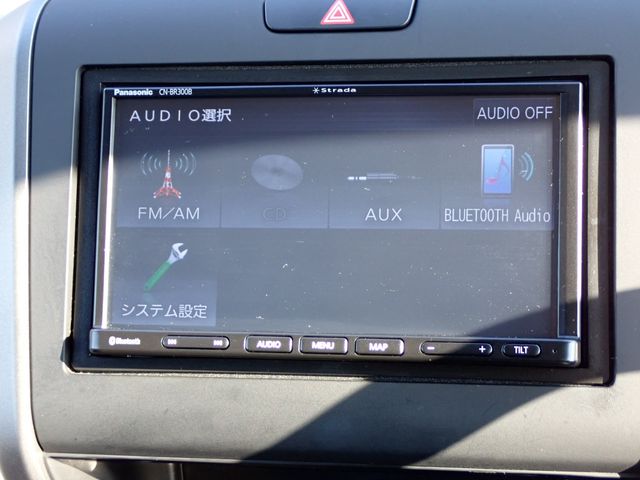 Panasonic CN-BR300B Strada
AUDIO選択 AUDIO OFF
FM/AM CD AUX BLUETOOTH Audio
システム設定
Bluetooth AUDIO MENU MAP − + TILT